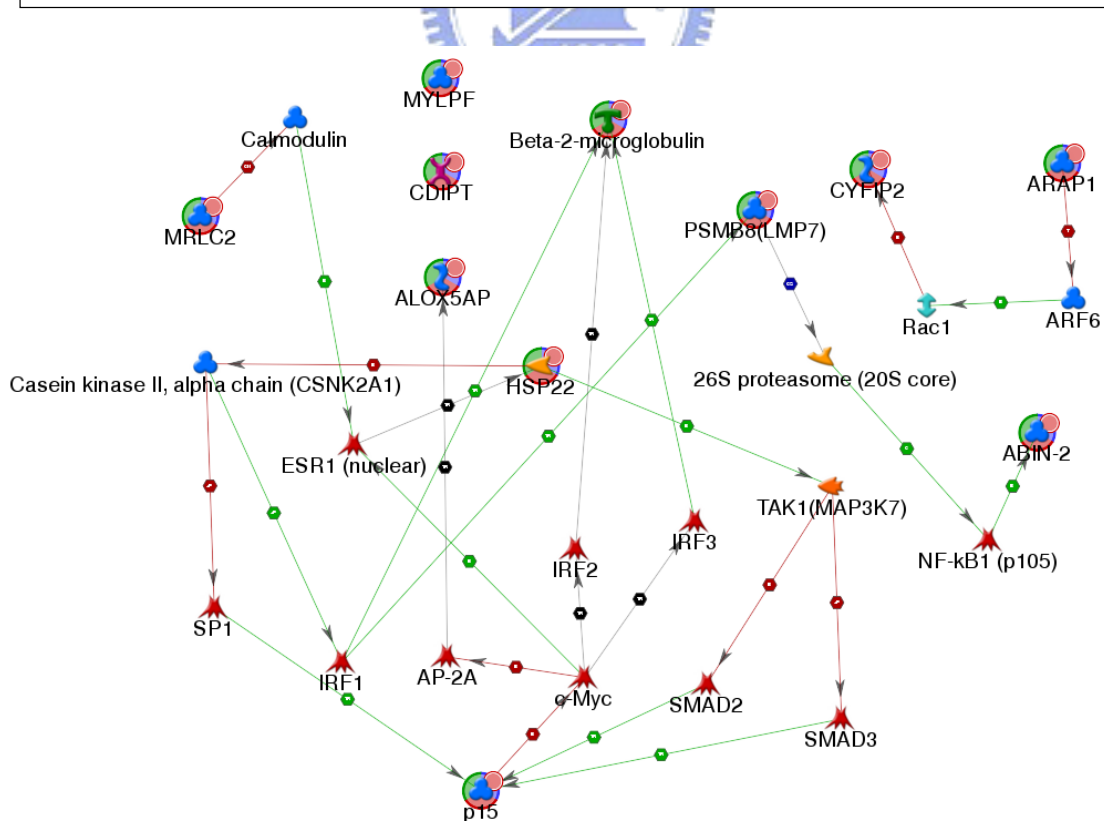 MYLPF
Calmodulin
Beta-2-microglobulin
CDIPT
CYFIP2
ARAP1
MRLC2
PSMB8(LMP7)
ALOX5AP
Rac1
ARF6
Casein kinase II, alpha chain (CSNK2A1)
HSP22
26S proteasome (20S core)
ESR1 (nuclear)
ABIN-2
TAK1(MAP3K7)
IRF3
IRF2
NF-kB1 (p105)
SP1
IRF1
AP-2A
c-Myc
SMAD2
SMAD3
p15